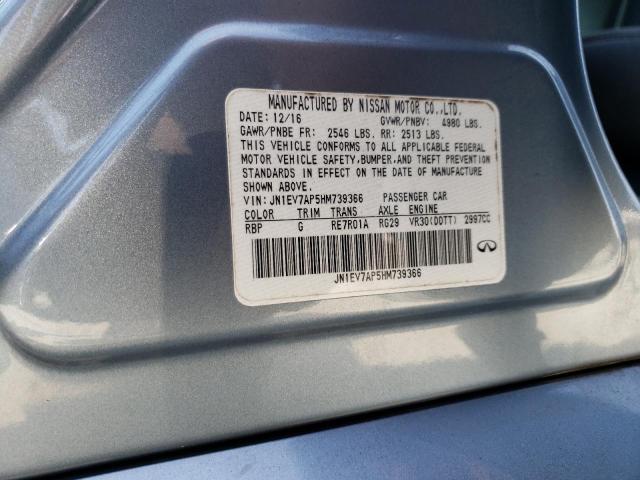 MANUFACTURED BY NISSAN MOTOR CO.,LTD.
DATE: 12/16 GVWR/PNBV: 4980 LBS.
GAWR/PNBE FR: 2546 LBS. RR: 2513 LBS.
THIS VEHICLE CONFORMS TO ALL APPLICABLE FEDERAL
MOTOR VEHICLE SAFETY, BUMPER, AND THEFT PREVENTION
STANDARDS IN EFFECT ON THE DATE OF MANUFACTURE
SHOWN ABOVE.
VIN: JN1EV7AP5HM739366 PASSENGER CAR
COLOR TRIM TRANS AXLE ENGINE
RBP G RE7R01A RG29 VR30(DDTT) 2997CC
JN1EV7AP5HM739366